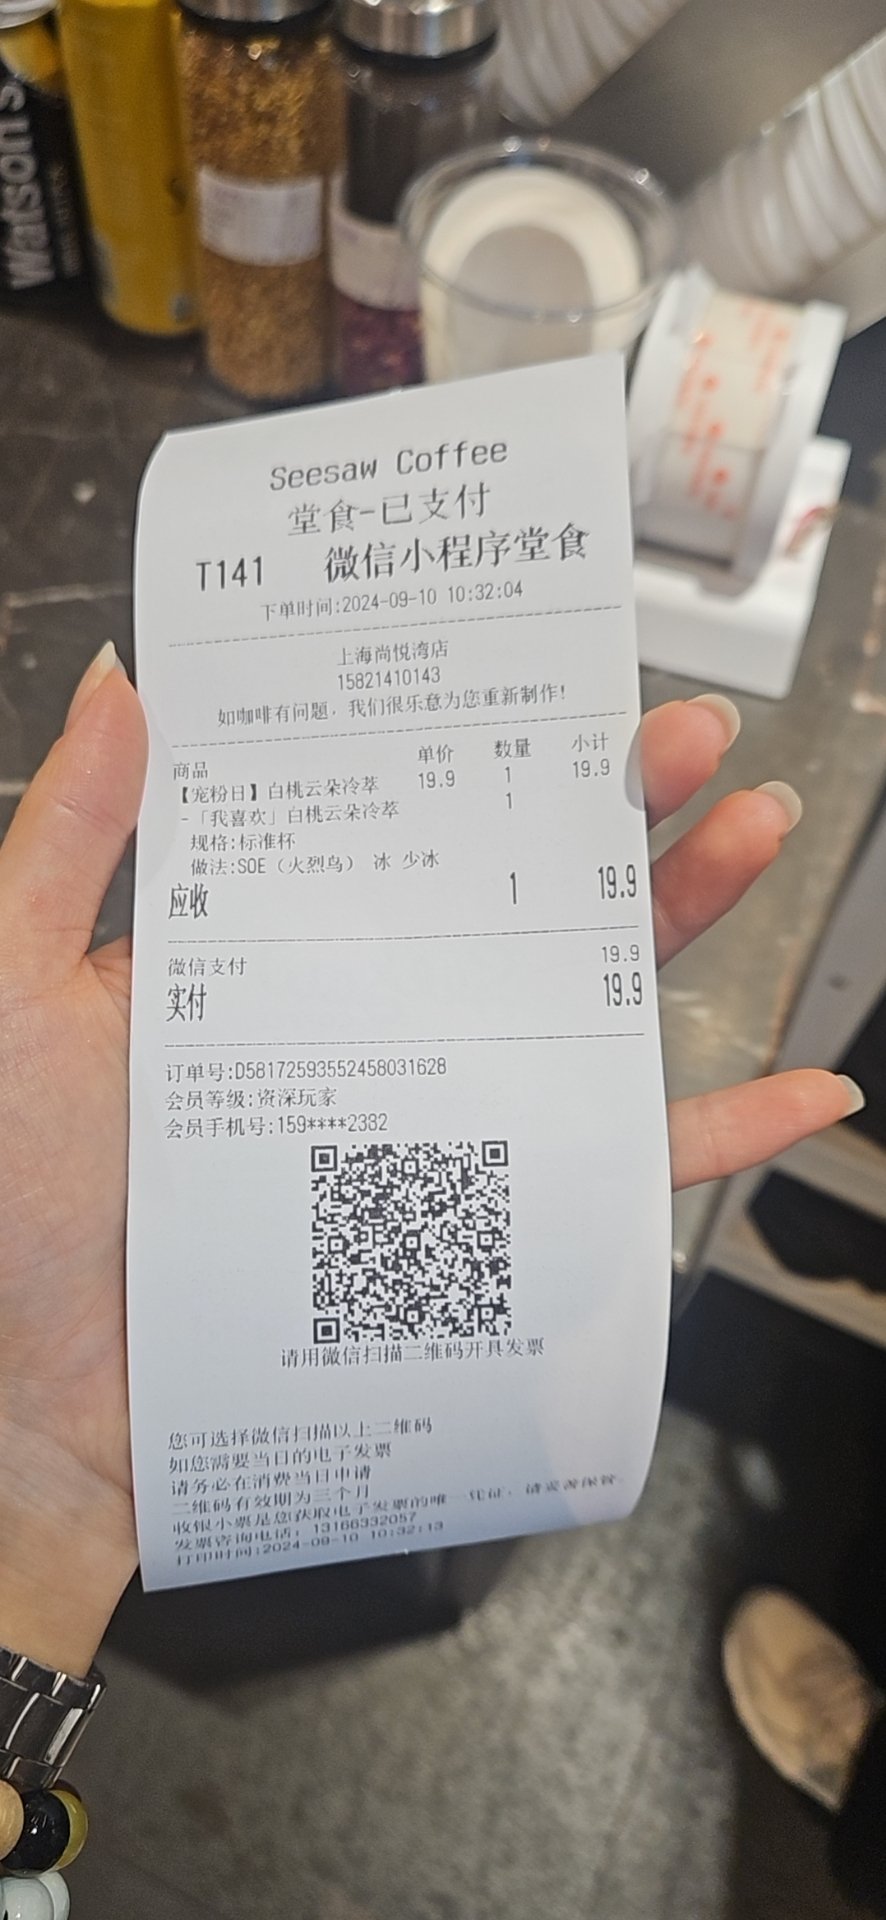 Watson's
Seesaw Coffee
堂食-已支付
T141 微信小程序堂食
下单时间:2024-09-10 10:32:04
上海尚悦湾店
15821410143
如咖啡有问题，我们很乐意为您重新制作!
商品 单价 数量 小计
【宠粉日】白桃云朵冷萃 19.9 1 19.9
-「我喜欢」白桃云朵冷萃 1
规格:标准杯
做法:SOE（火烈鸟） 冰 少冰
应收 1 19.9
微信支付 19.9
实付 19.9
订单号:D58172593552458031628
会员等级:资深玩家
会员手机号:159****2382
请用微信扫描二维码开具发票
您可选择微信扫描以上二维码
如您需要当日的电子发票
请务必在消费当日申请
二维码有效期为三个月
收银小票是您获取电子发票的唯一凭证，请妥善保管。
发票咨询电话：13166332057
打印时间:2024-09-10 10:32:13